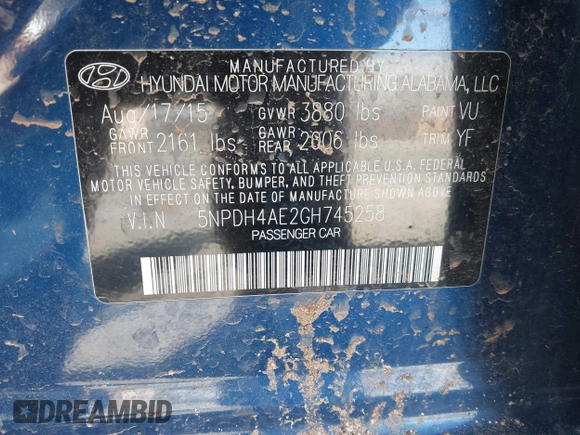 MANUFACTURED BY
HYUNDAI MOTOR MANUFACTURING ALABAMA, LLC
Aug/17/15 GVWR 3880 lbs PAINT VU
GAWR FRONT 2161 lbs GAWR REAR 2006 lbs TRIM YF
THIS VEHICLE CONFORMS TO ALL APPLICABLE U.S.A. FEDERAL
MOTOR VEHICLE SAFETY, BUMPER, AND THEFT PREVENTION STANDARDS
IN EFFECT ON THE DATE OF MANUFACTURE SHOWN ABOVE.
V.I.N 5NPDH4AE2GH745258
PASSENGER CAR
DREAMBID